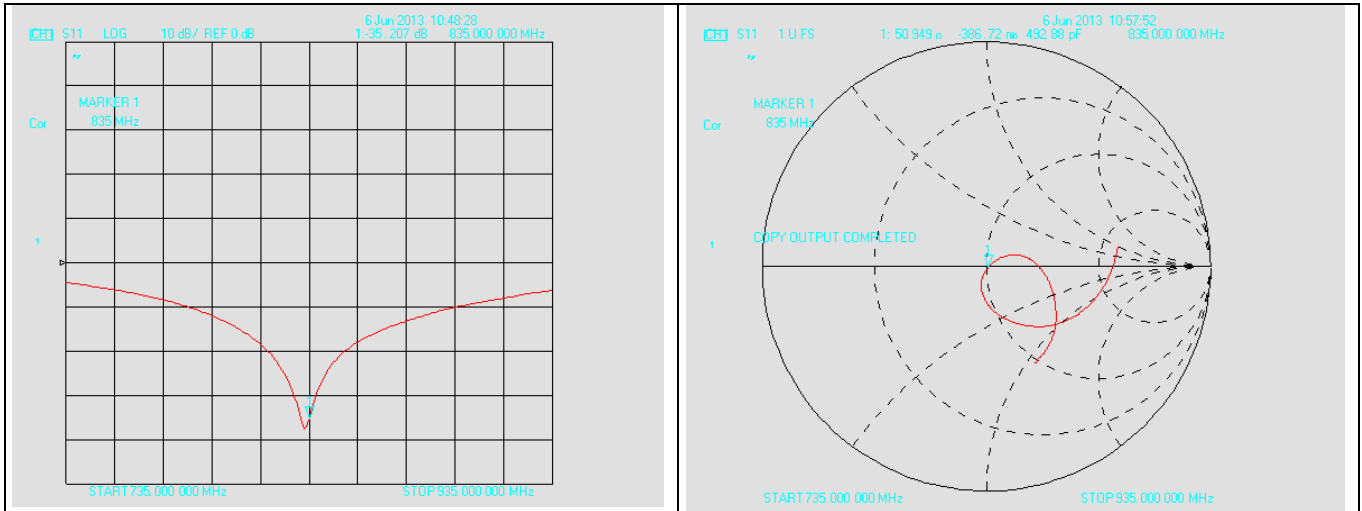 6 Jun 2013 10:48:28
CH1 S11 LOG 10 dB/ REF 0 dB 1:-35.207 dB 835.000 000 MHz
MARKER 1
835 MHz
Cor
1
START 735.000 000 MHz STOP 935.000 000 MHz
6 Jun 2013 10:57:52
CH1 S11 1 U FS 1: 50.949 Ω -386.72 mΩ 492.88 pF 835.000 000 MHz
MARKER 1
835 MHz
Cor
1
COPY OUTPUT COMPLETED
1
START 735.000 000 MHz STOP 935.000 000 MHz